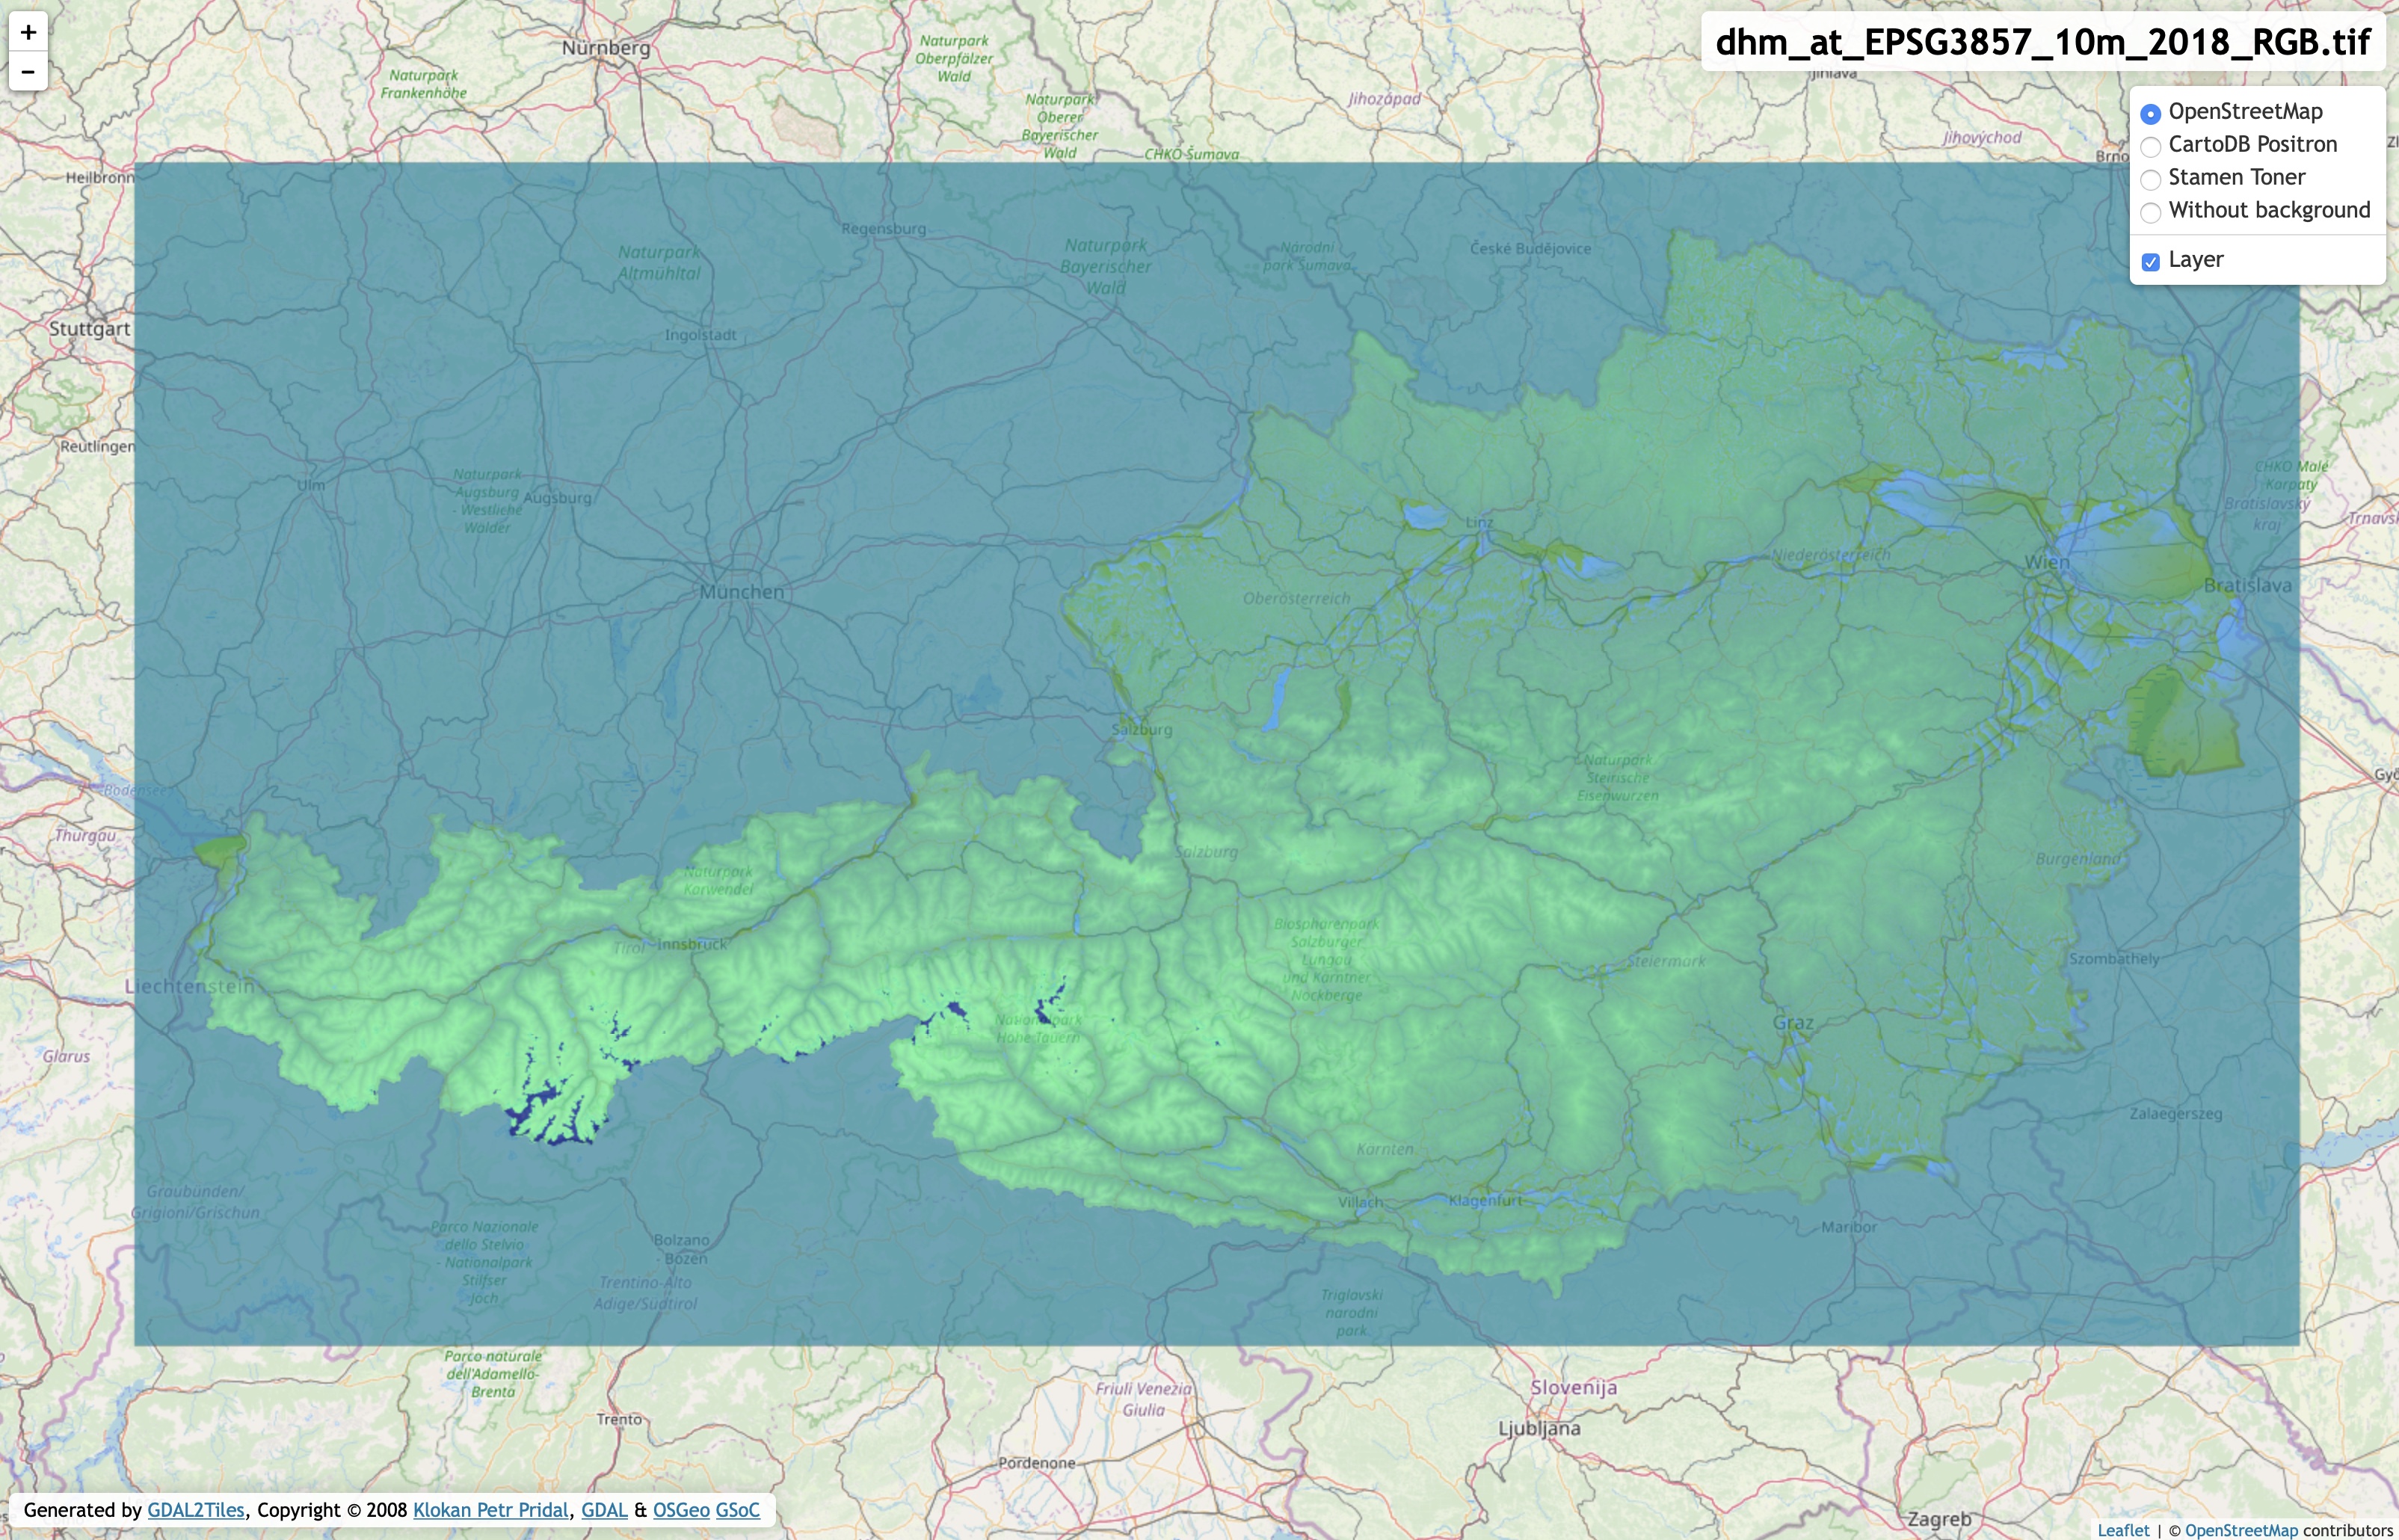 +
−
dhm_at_EPSG3857_10m_2018_RGB.tif
OpenStreetMap
CartoDB Positron
Stamen Toner
Without background
Layer
Nürnberg
Naturpark
Frankenhöhe
Naturpark
Oberpfälzer
Wald
Naturpark
Oberer
Bayerischer
Wald
CHKO Šumava
Jihozápad
Jihlava
Jihovýchod
Brno
Heilbronn
Regensburg
Naturpark
Altmühltal
Naturpark
Bayerischer
Wald
Národní
park Šumava
České Budějovice
Stuttgart
Ingolstadt
Reutlingen
Ulm
Naturpark
Augsburg
- Westliche
Wälder
Augsburg
CHKO Malé
Karpaty
Bratislavský
kraj
Trnavsk
Linz
Niederösterreich
Wien
Bratislava
München
Oberösterreich
Salzburg
Naturpark
Steirische
Eisenwurzen
Bodensee
Thurgau
Győ
Salzburg
Burgenland
Naturpark
Karwendel
Tirol
Innsbruck
Biosphärenpark
Salzburger
Lungau
und Kärntner
Nockberge
Steiermark
Szombathely
Liechtenstein
Nationalpark
Hohe Tauern
Graz
Glarus
Zalaegerszeg
Kärnten
Graubünden/
Grigioni/Grischun
Villach
Klagenfurt
Maribor
Parco Nazionale
dello Stelvio
- Nationalpark
Stilfser
Joch
Bolzano
- Bozen
Trentino-Alto
Adige/Südtirol
Triglavski
narodni
park
Parco naturale
dell'Adamello-
Brenta
Friuli Venezia
Giulia
Slovenija
Trento
Ljubljana
Pordenone
Zagreb
Generated by GDAL2Tiles, Copyright © 2008 Klokan Petr Pridal, GDAL & OSGeo GSoC
Leaflet | © OpenStreetMap contributors